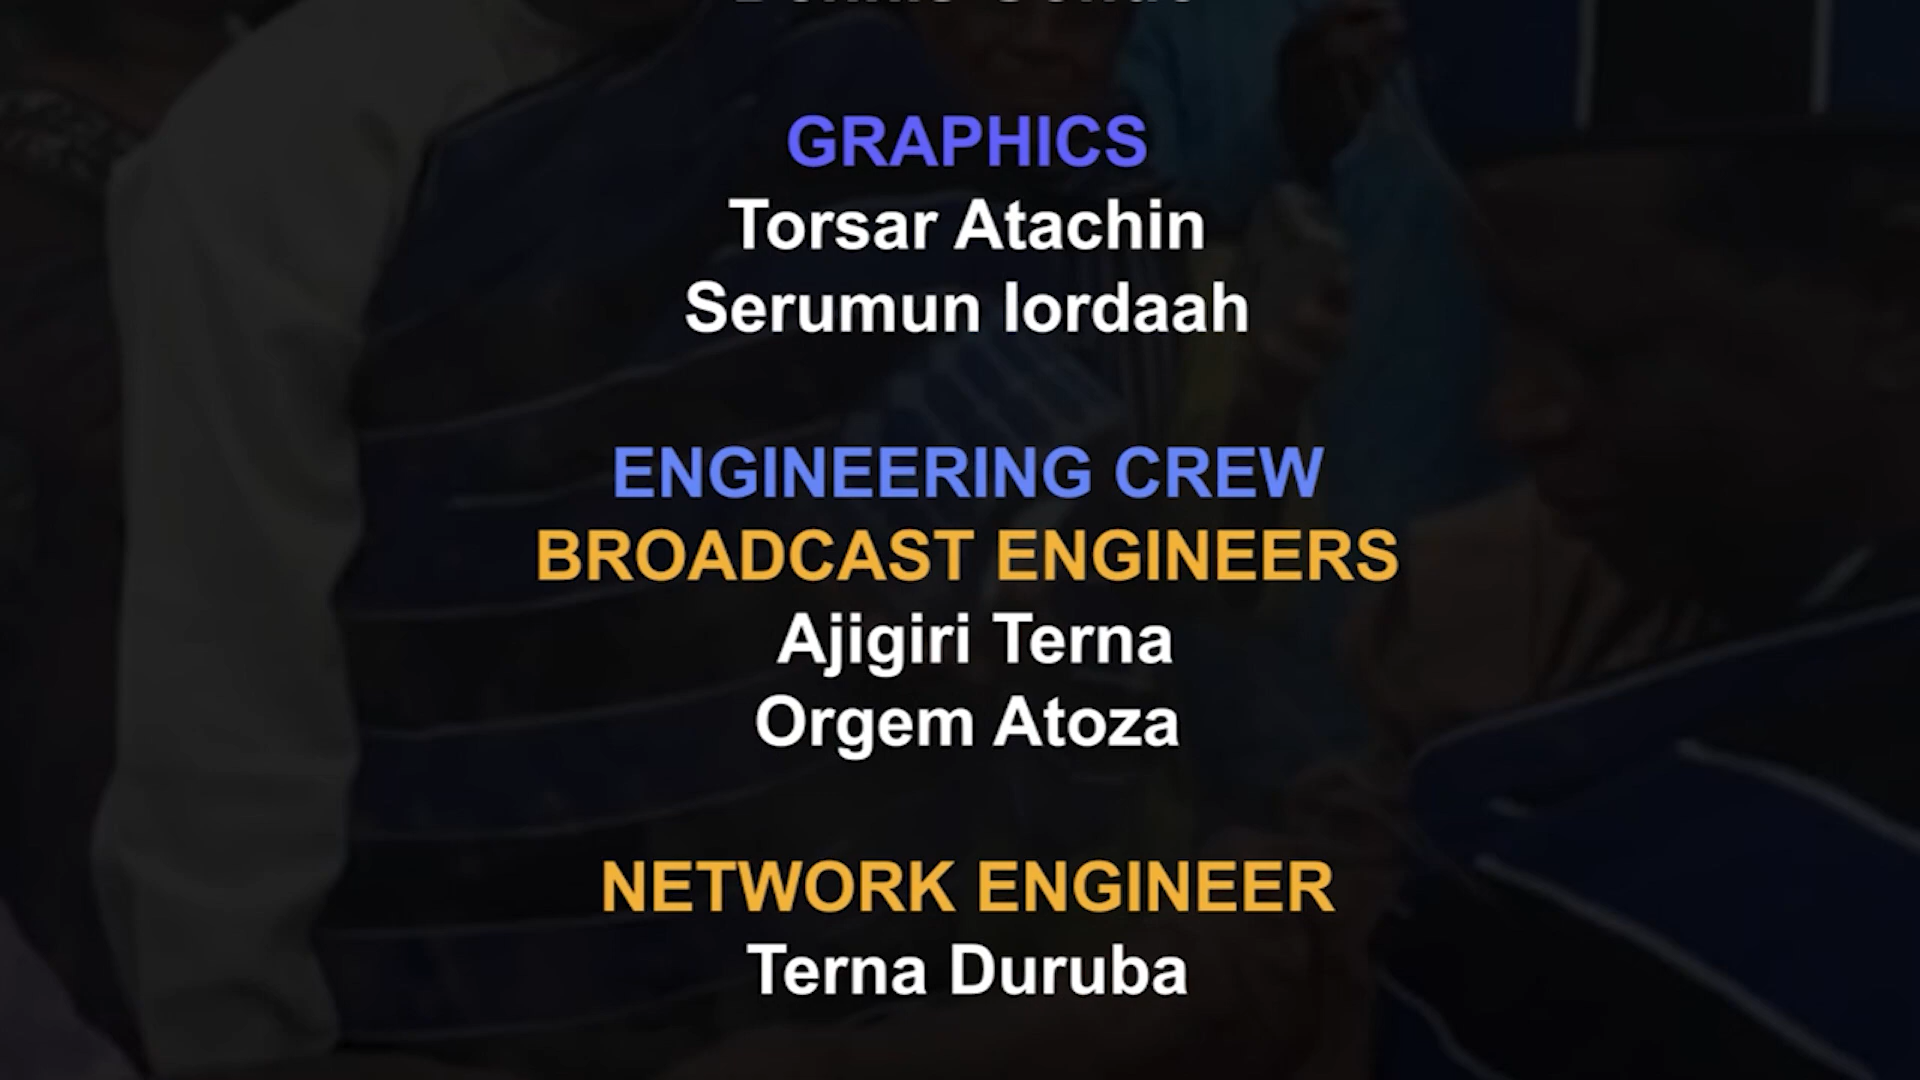 GRAPHICS
Torsar Atachin
Serumun Iordaah
ENGINEERING CREW
BROADCAST ENGINEERS
Ajigiri Terna
Orgem Atoza
NETWORK ENGINEER
Terna Duruba